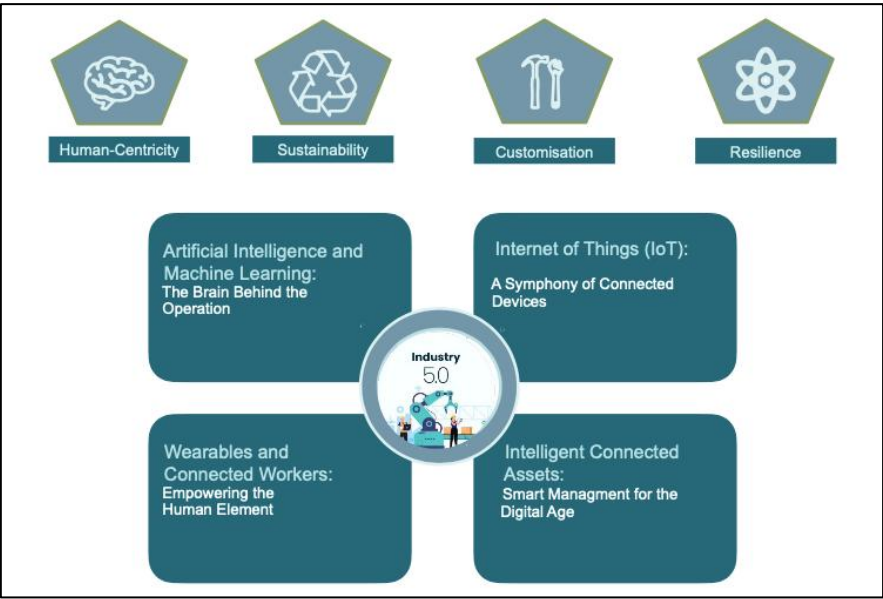 Human-Centricity
Sustainability
Customisation
Resilience
Artificial Intelligence and
Machine Learning:
The Brain Behind the
Operation
Internet of Things (IoT):
A Symphony of Connected
Devices
Industry
5.0
Wearables and
Connected Workers:
Empowering the
Human Element
Intelligent Connected
Assets:
Smart Managment for the
Digital Age